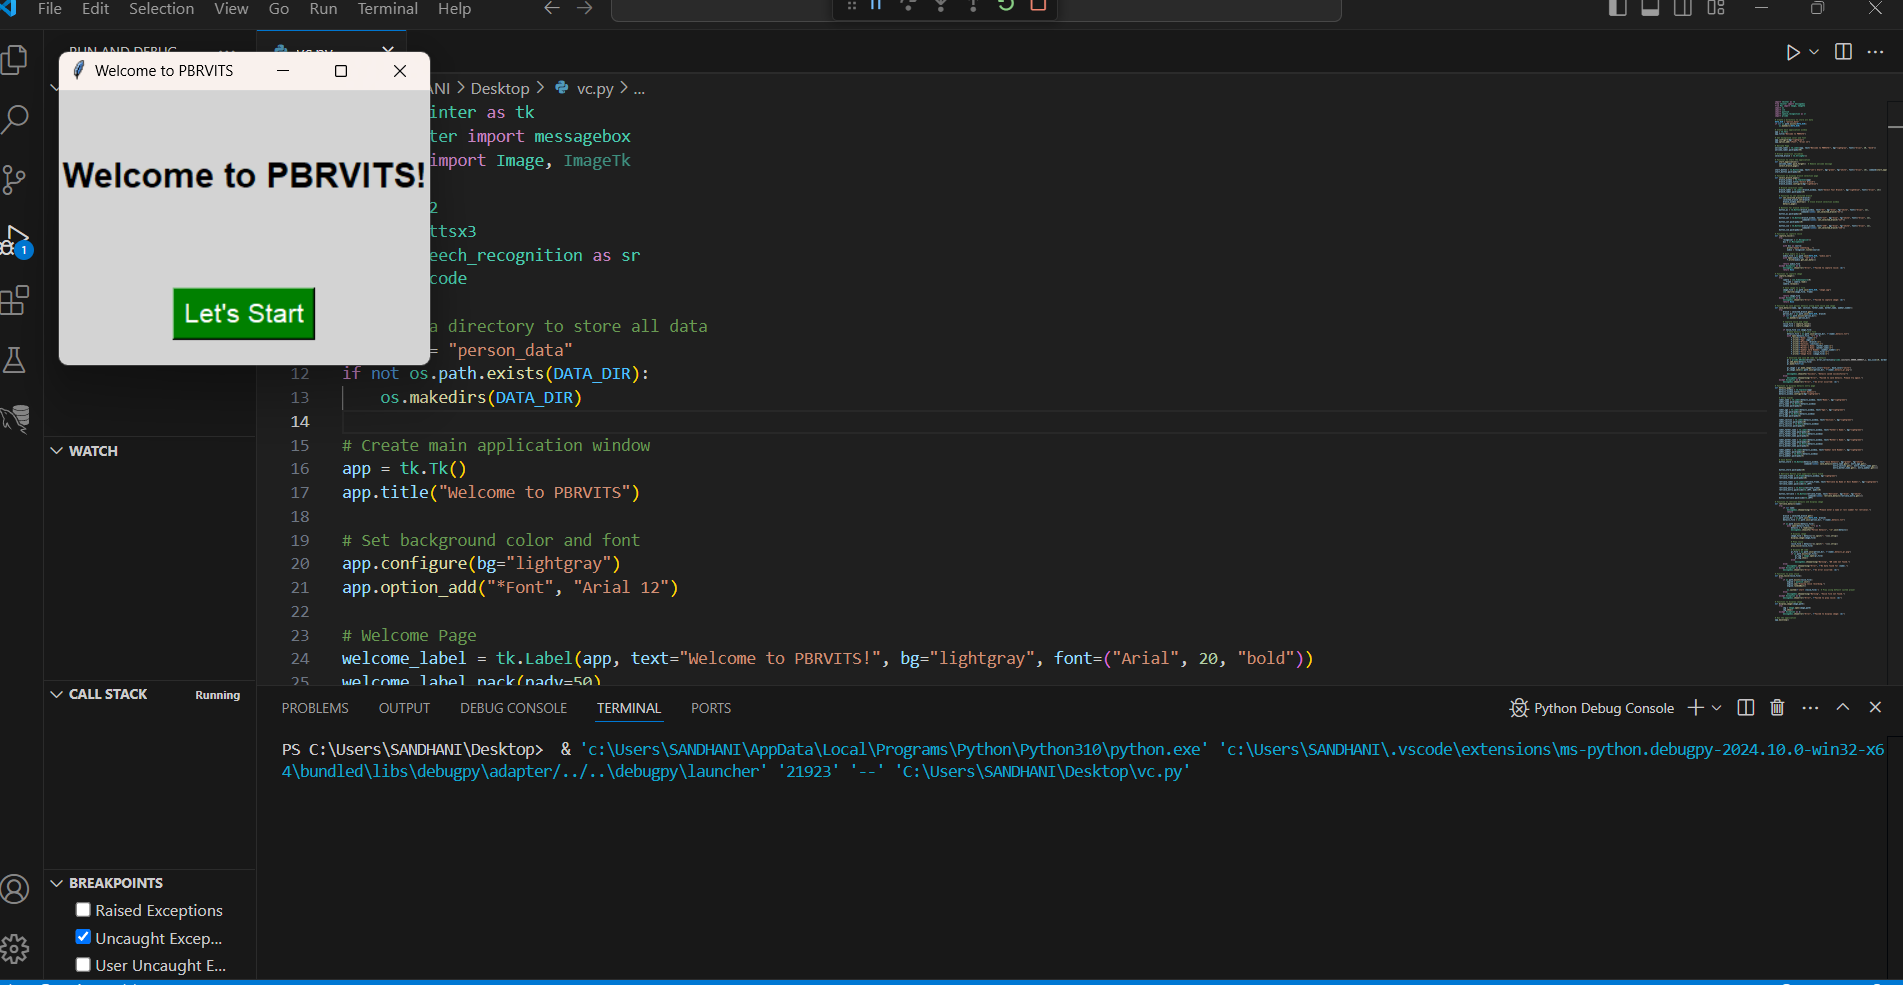 File Edit Selection View Go Run Terminal Help
RUN AND DEBUG ...
vc.py
Welcome to PBRVITS
Welcome to PBRVITS!
Let's Start
1
ANI > Desktop > vc.py > ...
inter as tk
ter import messagebox
import Image, ImageTk
2
ttsx3
eech_recognition as sr
code
a directory to store all data
= "person_data"
12 if not os.path.exists(DATA_DIR):
13 os.makedirs(DATA_DIR)
14
15 # Create main application window
16 app = tk.Tk()
17 app.title("Welcome to PBRVITS")
18
19 # Set background color and font
20 app.configure(bg="lightgray")
21 app.option_add("*Font", "Arial 12")
22
23 # Welcome Page
24 welcome_label = tk.Label(app, text="Welcome to PBRVITS!", bg="lightgray", font=("Arial", 20, "bold"))
25 welcome_label.pack(pady=50)
WATCH
CALL STACK Running
BREAKPOINTS
Raised Exceptions
Uncaught Excep...
User Uncaught E...
PROBLEMS OUTPUT DEBUG CONSOLE TERMINAL PORTS
Python Debug Console
PS C:\Users\SANDHANI\Desktop> & 'c:\Users\SANDHANI\AppData\Local\Programs\Python\Python310\python.exe' 'c:\Users\SANDHANI\.vscode\extensions\ms-python.debugpy-2024.10.0-win32-x6
4\bundled\libs\debugpy\adapter/../..\debugpy\launcher' '21923' '--' 'C:\Users\SANDHANI\Desktop\vc.py'